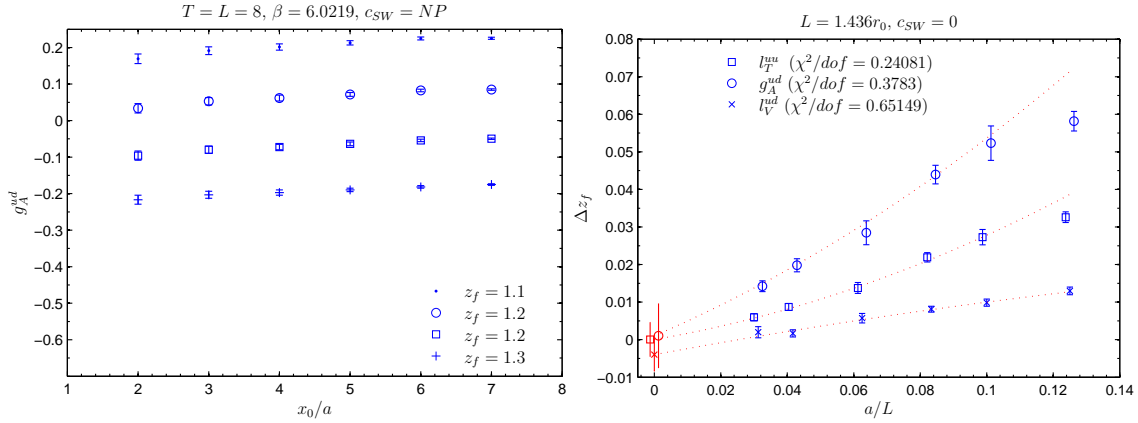 T = L = 8, β = 6.0219, c_{SW} = NP
g_A^{ud}
0.2
0.1
0
−0.1
−0.2
−0.3
−0.4
−0.5
−0.6
z_f = 1.1
z_f = 1.2
z_f = 1.2
z_f = 1.3
1 2 3 4 5 6 7 8
x_0/a
L = 1.436r_0, c_{SW} = 0
Δz_f
0.08
0.07
0.06
0.05
0.04
0.03
0.02
0.01
0
−0.01
l_T^{uu} (χ²/dof = 0.24081)
g_A^{ud} (χ²/dof = 0.3783)
l_V^{ud} (χ²/dof = 0.65149)
0 0.02 0.04 0.06 0.08 0.1 0.12 0.14
a/L